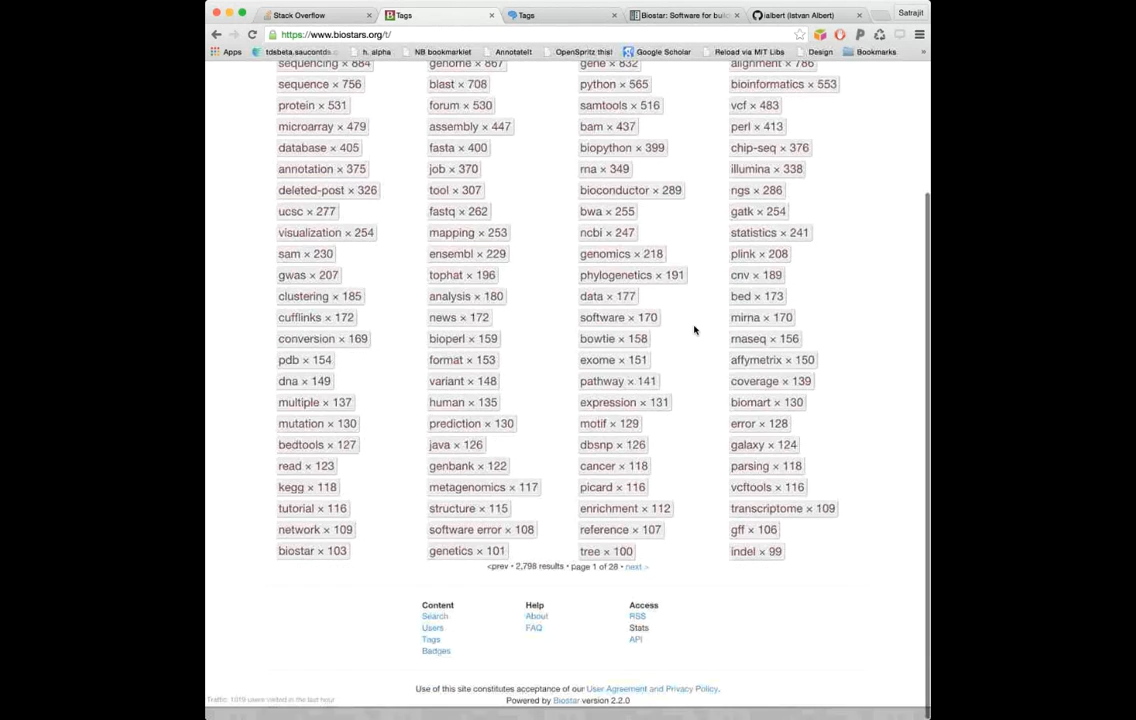 Stack Overflow
Tags
Tags
Biostar: Software for buil
ialbert (Istvan Albert)
Satrajit
https://www.biostars.org/t/
Apps
tdsbeta.saucontds.c
h. alpha
NB bookmarklet
AnnotateIt
OpenSpritz this!
Google Scholar
Reload via MIT Libs
Design
Bookmarks
»
sequencing × 884 genome × 867 gene × 832 alignment × 786
sequence × 756 blast × 708 python × 565 bioinformatics × 553
protein × 531 forum × 530 samtools × 516 vcf × 483
microarray × 479 assembly × 447 bam × 437 perl × 413
database × 405 fasta × 400 biopython × 399 chip-seq × 376
annotation × 375 job × 370 rna × 349 illumina × 338
deleted-post × 326 tool × 307 bioconductor × 289 ngs × 286
ucsc × 277 fastq × 262 bwa × 255 gatk × 254
visualization × 254 mapping × 253 ncbi × 247 statistics × 241
sam × 230 ensembl × 229 genomics × 218 plink × 208
gwas × 207 tophat × 196 phylogenetics × 191 cnv × 189
clustering × 185 analysis × 180 data × 177 bed × 173
cufflinks × 172 news × 172 software × 170 mirna × 170
conversion × 169 bioperl × 159 bowtie × 158 rnaseq × 156
pdb × 154 format × 153 exome × 151 affymetrix × 150
dna × 149 variant × 148 pathway × 141 coverage × 139
multiple × 137 human × 135 expression × 131 biomart × 130
mutation × 130 prediction × 130 motif × 129 error × 128
bedtools × 127 java × 126 dbsnp × 126 galaxy × 124
read × 123 genbank × 122 cancer × 118 parsing × 118
kegg × 118 metagenomics × 117 picard × 116 vcftools × 116
tutorial × 116 structure × 115 enrichment × 112 transcriptome × 109
network × 109 software error × 108 reference × 107 gff × 106
biostar × 103 genetics × 101 tree × 100 indel × 99
<prev • 2,798 results • page 1 of 28 • next >
Content Help Access
Search About RSS
Users FAQ Stats
Tags API
Badges
Use of this site constitutes acceptance of our User Agreement and Privacy Policy.
Traffic: 1019 users visited in the last hour
Powered by Biostar version 2.2.0